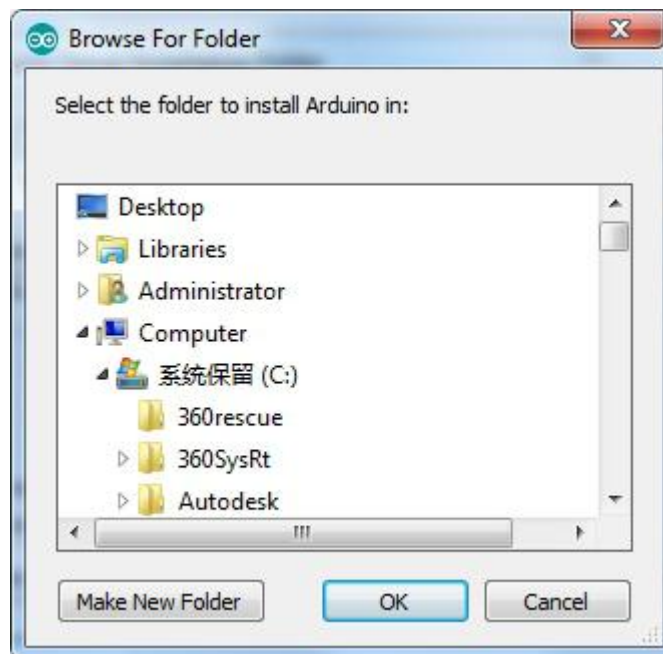 Browse For Folder
Select the folder to install Arduino in:
Desktop
Libraries
Administrator
Computer
系统保留 (C:)
360rescue
360SysRt
Autodesk
Make New Folder
OK
Cancel